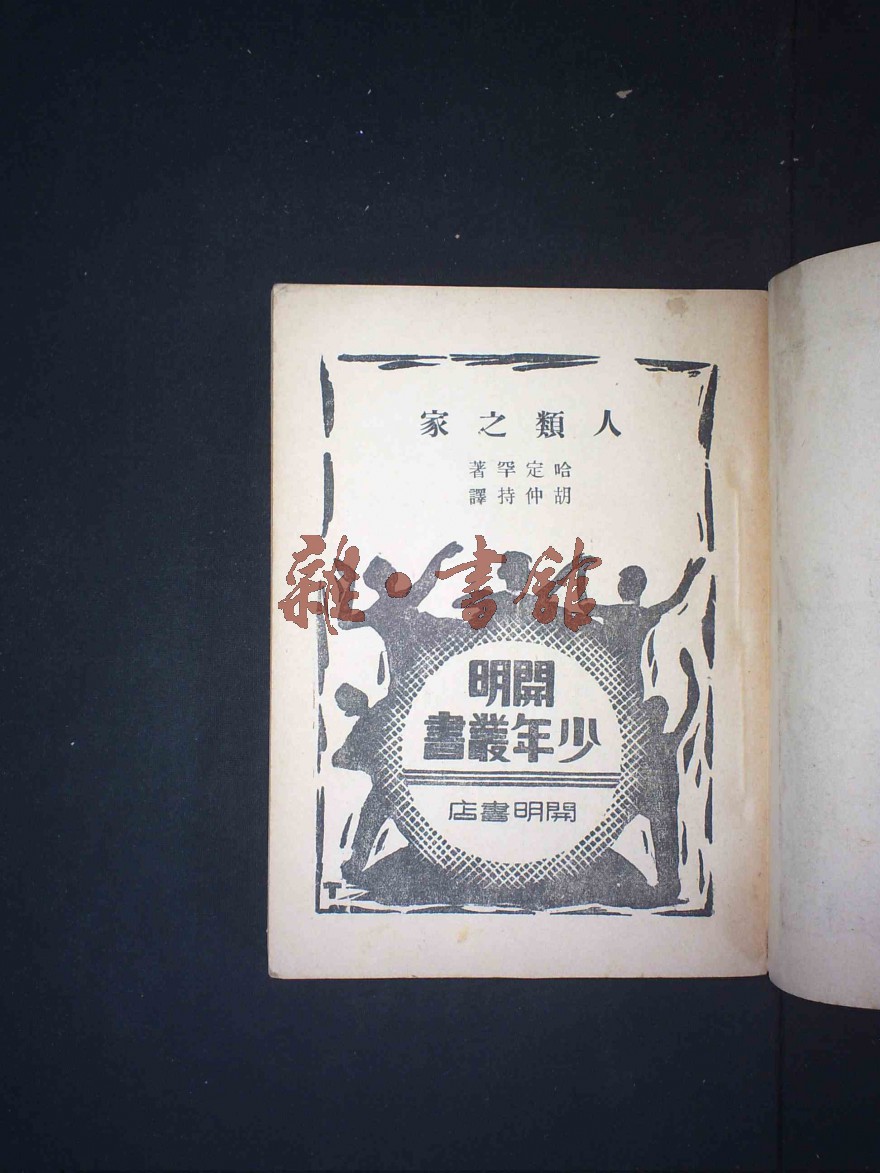 人類之家
哈定罕著
胡仲持譯
雜·書館
開明
少年叢書
開明書店